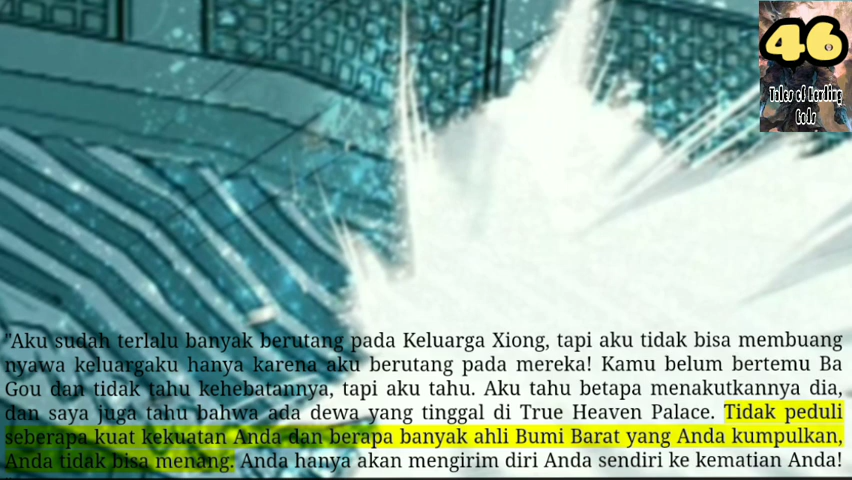 46
Tales of Herding
Gods
"Aku sudah terlalu banyak berutang pada Keluarga Xiong, tapi aku tidak bisa membuang
nyawa keluargaku hanya karena aku berutang pada mereka! Kamu belum bertemu Ba
Gou dan tidak tahu kehebatannya, tapi aku tahu. Aku tahu betapa menakutkannya dia,
dan saya juga tahu bahwa ada dewa yang tinggal di True Heaven Palace. Tidak peduli
seberapa kuat kekuatan Anda dan berapa banyak ahli Bumi Barat yang Anda kumpulkan,
Anda tidak bisa menang. Anda hanya akan mengirim diri Anda sendiri ke kematian Anda!